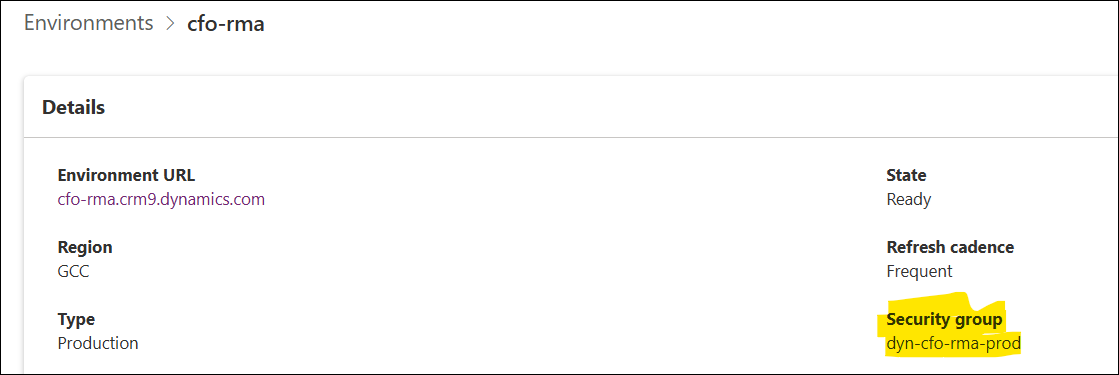 Environments > cfo-rma
Details
Environment URL
cfo-rma.crm9.dynamics.com
State
Ready
Region
GCC
Refresh cadence
Frequent
Type
Production
Security group
dyn-cfo-rma-prod